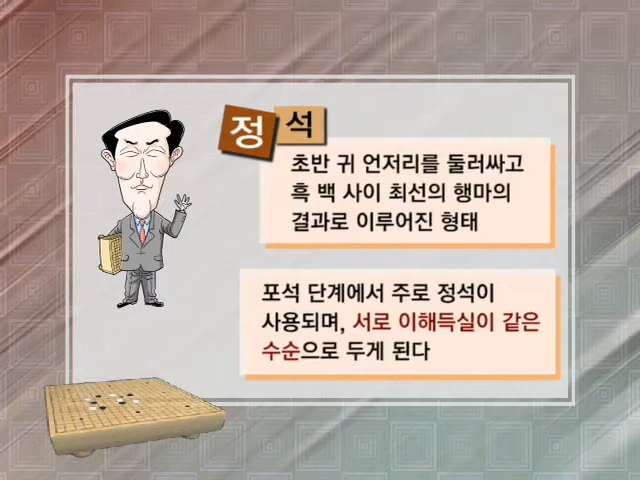 정석
초반 귀 언저리를 둘러싸고
흑 백 사이 최선의 행마의
결과로 이루어진 형태
포석 단계에서 주로 정석이
사용되며, 서로 이해득실이 같은
수순으로 두게 된다